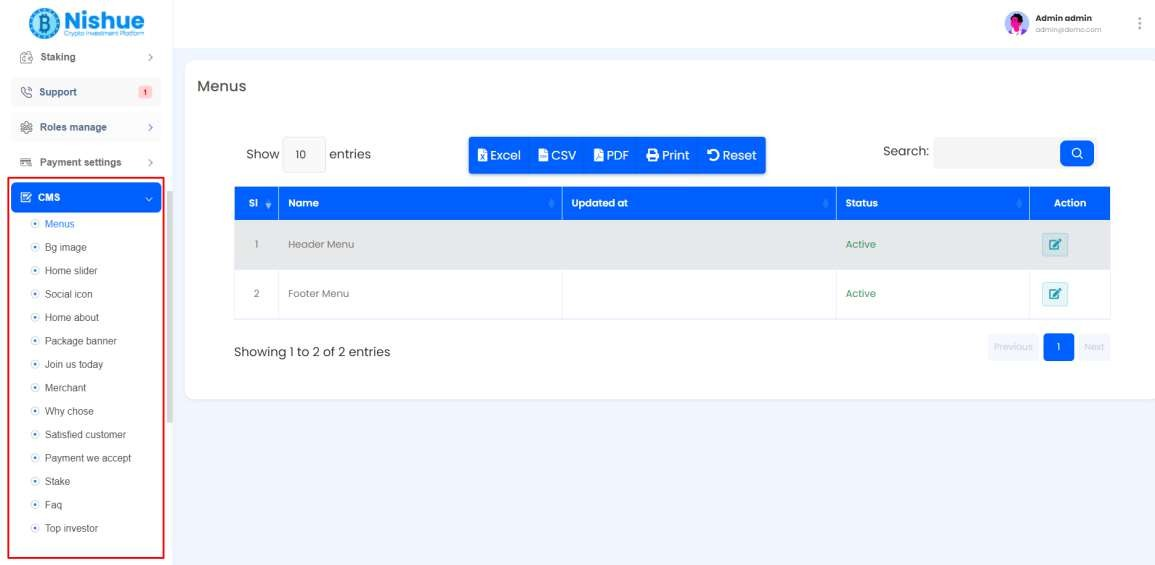 Nishue
Crypto Investment Platform
Staking
Support 1
Roles manage
Payment settings
CMS
Menus
Bg image
Home slider
Social icon
Home about
Package banner
Join us today
Merchant
Why chose
Satisfied customer
Payment we accept
Stake
Faq
Top investor
Admin admin
admin@demo.com
Menus
Show 10 entries
Excel CSV PDF Print Reset
Search:
Sl Name Updated at Status Action
1 Header Menu Active
2 Footer Menu Active
Showing 1 to 2 of 2 entries
Previous 1 Next